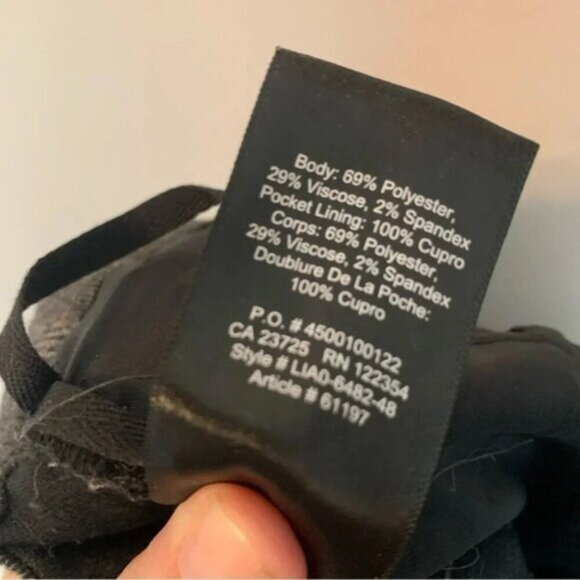 Body: 69% Polyester,
29% Viscose, 2% Spandex
Pocket Lining: 100% Cupro
Corps: 69% Polyester,
29% Viscose, 2% Spandex
Doublure De La Poche:
100% Cupro
P.O. # 4500100122
CA 23725 RN 122354
Style # LIA0-6482-48
Article # 61197